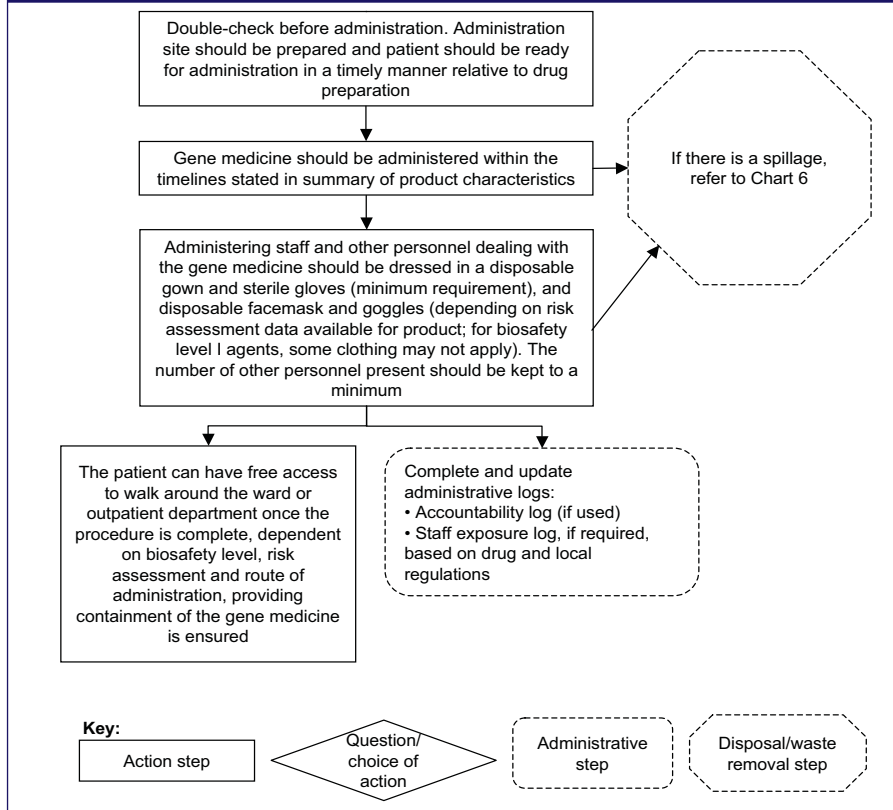 Double-check before administration. Administration
site should be prepared and patient should be ready
for administration in a timely manner relative to drug
preparation
Gene medicine should be administered within the
timelines stated in summary of product characteristics
If there is a spillage,
refer to Chart 6
Administering staff and other personnel dealing with
the gene medicine should be dressed in a disposable
gown and sterile gloves (minimum requirement), and
disposable facemask and goggles (depending on risk
assessment data available for product; for biosafety
level I agents, some clothing may not apply). The
number of other personnel present should be kept to a
minimum
The patient can have free access
to walk around the ward or
outpatient department once the
procedure is complete, dependent
on biosafety level, risk
assessment and route of
administration, providing
containment of the gene medicine
is ensured
Complete and update
administrative logs:
• Accountability log (if used)
• Staff exposure log, if required,
based on drug and local
regulations
Key:
Action step
Question/
choice of
action
Administrative
step
Disposal/waste
removal step